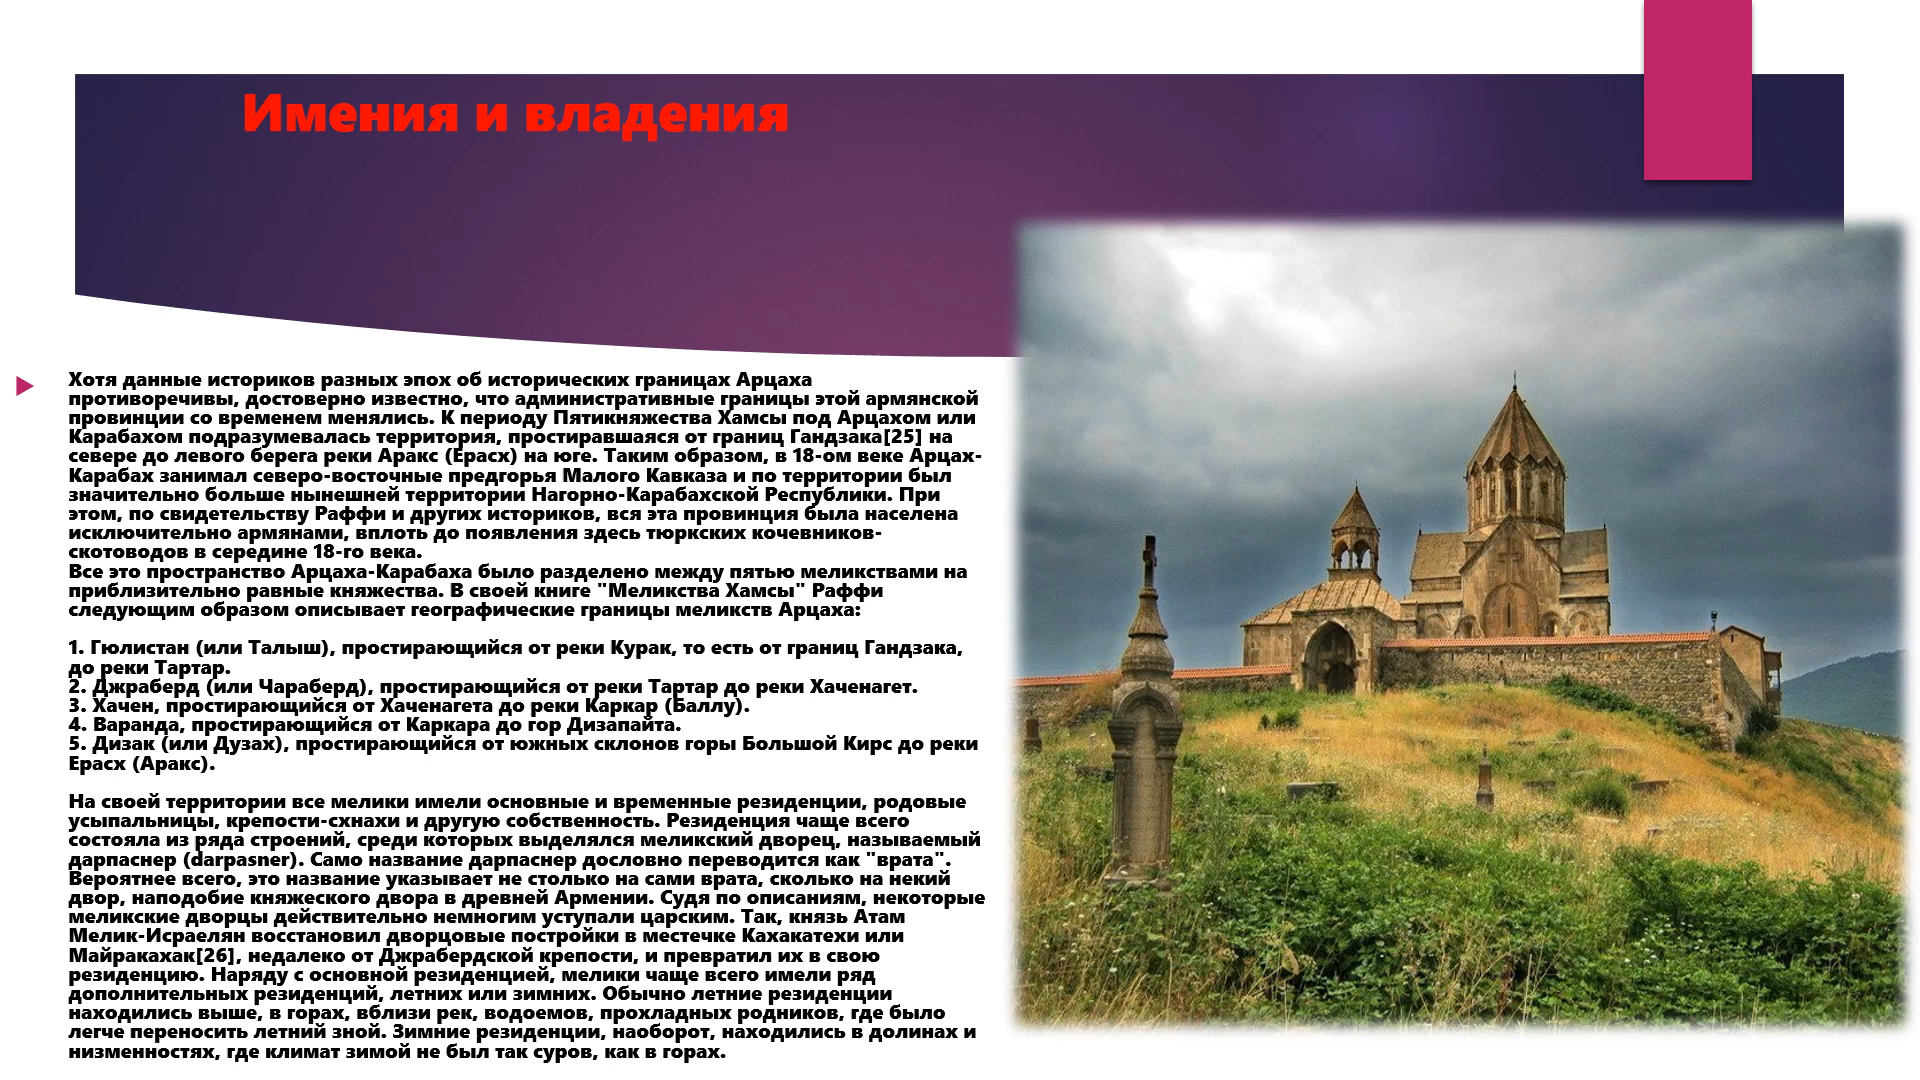 Имения и владения
Хотя данные историков разных эпох об исторических границах Арцаха
противоречивы, достоверно известно, что административные границы этой армянской
провинции со временем менялись. К периоду Пятикняжества Хамсы под Арцахом или
Карабахом подразумевалась территория, простиравшаяся от границ Гандзака[25] на
севере до левого берега реки Аракс (Ерасх) на юге. Таким образом, в 18-ом веке Арцах-
Карабах занимал северо-восточные предгорья Малого Кавказа и по территории был
значительно больше нынешней территории Нагорно-Карабахской Республики. При
этом, по свидетельству Раффи и других историков, вся эта провинция была населена
исключительно армянами, вплоть до появления здесь тюркских кочевников-
скотоводов в середине 18-го века.
Все это пространство Арцаха-Карабаха было разделено между пятью меликствами на
приблизительно равные княжества. В своей книге "Меликства Хамсы" Раффи
следующим образом описывает географические границы меликств Арцаха:
1. Гюлистан (или Талыш), простирающийся от реки Курак, то есть от границ Гандзака,
до реки Тартар.
2. Джраберд (или Чараберд), простирающийся от реки Тартар до реки Хаченагет.
3. Хачен, простирающийся от Хаченагета до реки Каркар (Баллу).
4. Варанда, простирающийся от Каркара до гор Дизапайта.
5. Дизак (или Дузах), простирающийся от южных склонов горы Большой Кирс до реки
Ерасх (Аракс).
На своей территории все мелики имели основные и временные резиденции, родовые
усыпальницы, крепости-схнахи и другую собственность. Резиденция чаще всего
состояла из ряда строений, среди которых выделялся меликский дворец, называемый
дарпаснер (darpasner). Само название дарпаснер дословно переводится как "врата".
Вероятнее всего, это название указывает не столько на сами врата, сколько на некий
двор, наподобие княжеского двора в древней Армении. Судя по описаниям, некоторые
меликские дворцы действительно немногим уступали царским. Так, князь Атам
Мелик-Исраелян восстановил дворцовые постройки в местечке Кахакатехи или
Майракахак[26], недалеко от Джрабердской крепости, и превратил их в свою
резиденцию. Наряду с основной резиденцией, мелики чаще всего имели ряд
дополнительных резиденций, летних или зимних. Обычно летние резиденции
находились выше, в горах, вблизи рек, водоемов, прохладных родников, где было
легче переносить летний зной. Зимние резиденции, наоборот, находились в долинах и
низменностях, где климат зимой не был так суров, как в горах.